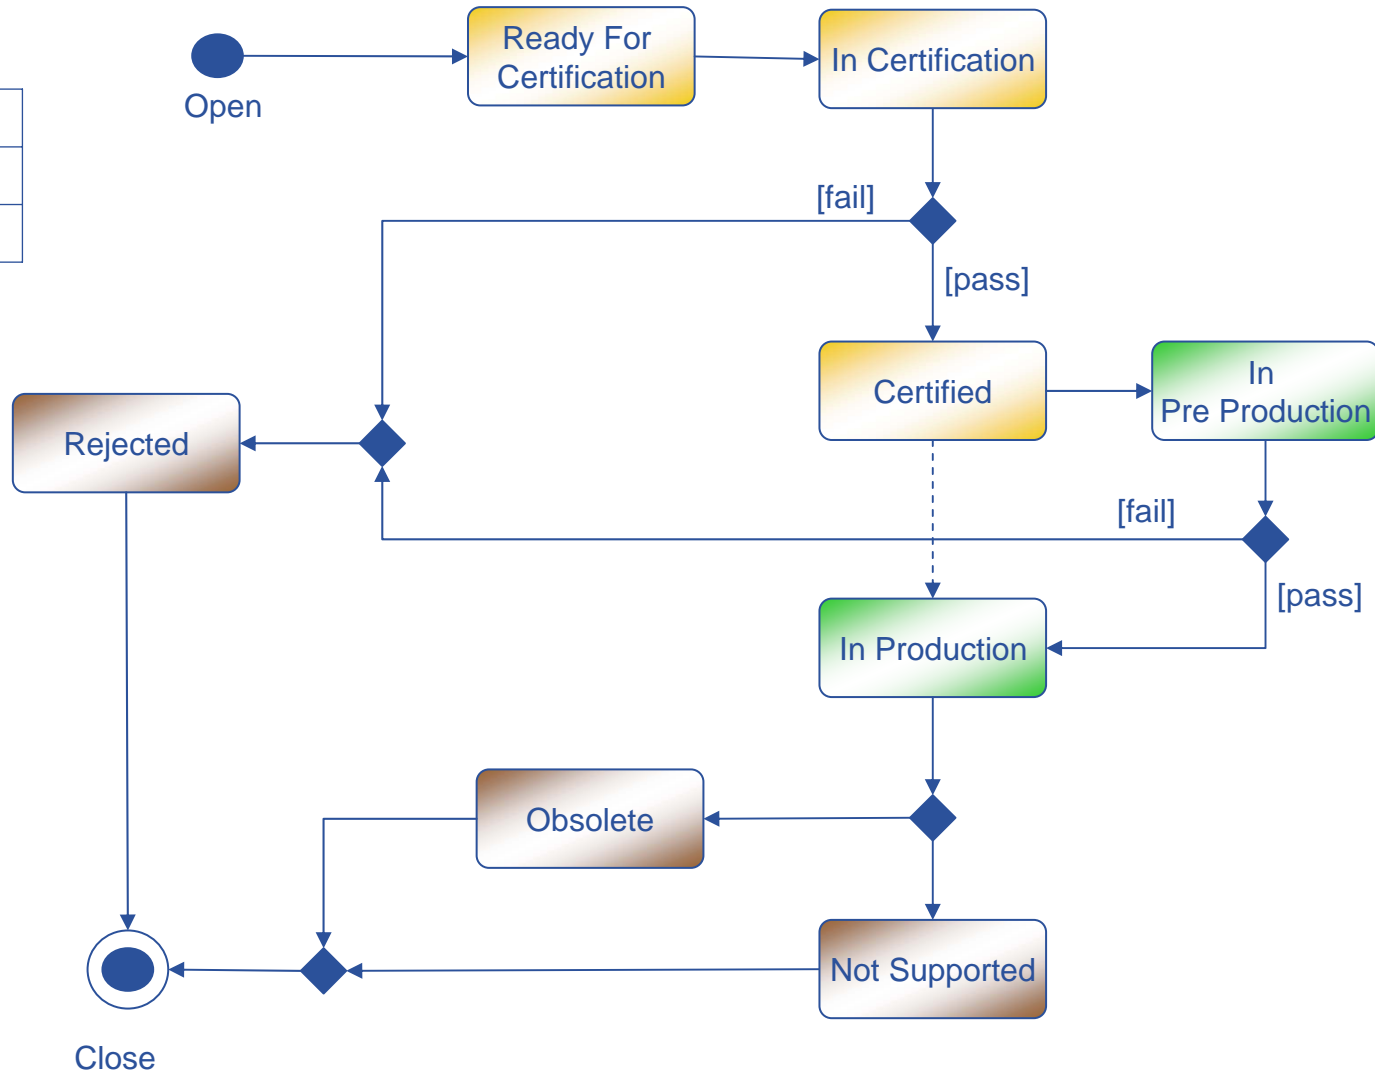 Ready For
Certification
In Certification
Open
[fail]
[pass]
Certified
In
Pre Production
Rejected
[fail]
[pass]
In Production
Obsolete
Not Supported
Close